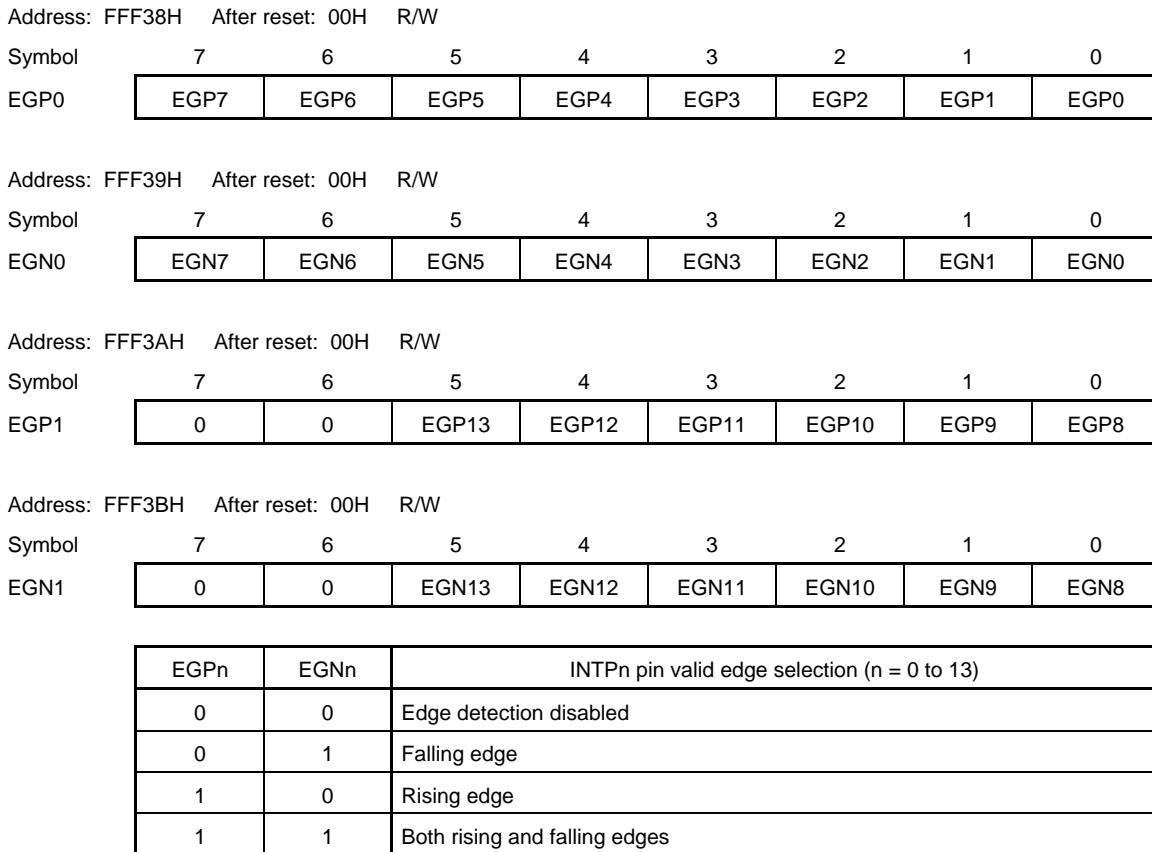 Address: FFF38H After reset: 00H R/W
Symbol 7 6 5 4 3 2 1 0
EGP0 EGP7 EGP6 EGP5 EGP4 EGP3 EGP2 EGP1 EGP0
Address: FFF39H After reset: 00H R/W
Symbol 7 6 5 4 3 2 1 0
EGN0 EGN7 EGN6 EGN5 EGN4 EGN3 EGN2 EGN1 EGN0
Address: FFF3AH After reset: 00H R/W
Symbol 7 6 5 4 3 2 1 0
EGP1 0 0 EGP13 EGP12 EGP11 EGP10 EGP9 EGP8
Address: FFF3BH After reset: 00H R/W
Symbol 7 6 5 4 3 2 1 0
EGN1 0 0 EGN13 EGN12 EGN11 EGN10 EGN9 EGN8
EGPn EGNn INTPn pin valid edge selection (n = 0 to 13)
0 0 Edge detection disabled
0 1 Falling edge
1 0 Rising edge
1 1 Both rising and falling edges